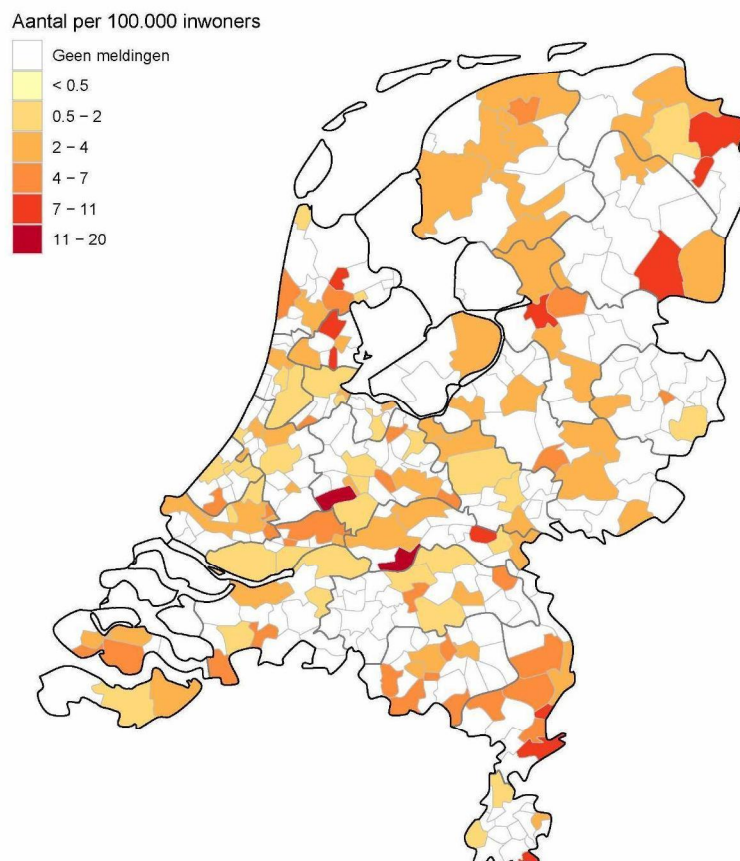 Aantal per 100.000 inwoners
Geen meldingen
< 0.5
0.5 – 2
2 – 4
4 – 7
7 – 11
11 – 20